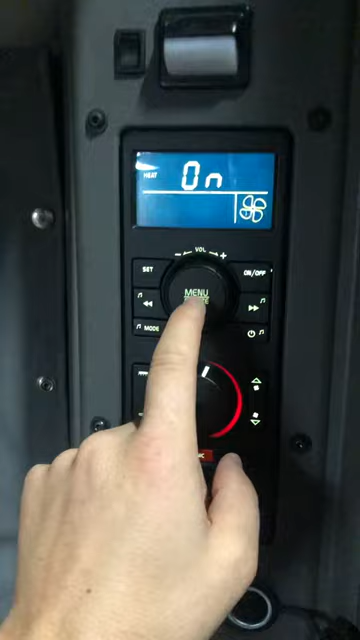 HEAT On
- VOL +
SET
ON/OFF
MENU
MODE